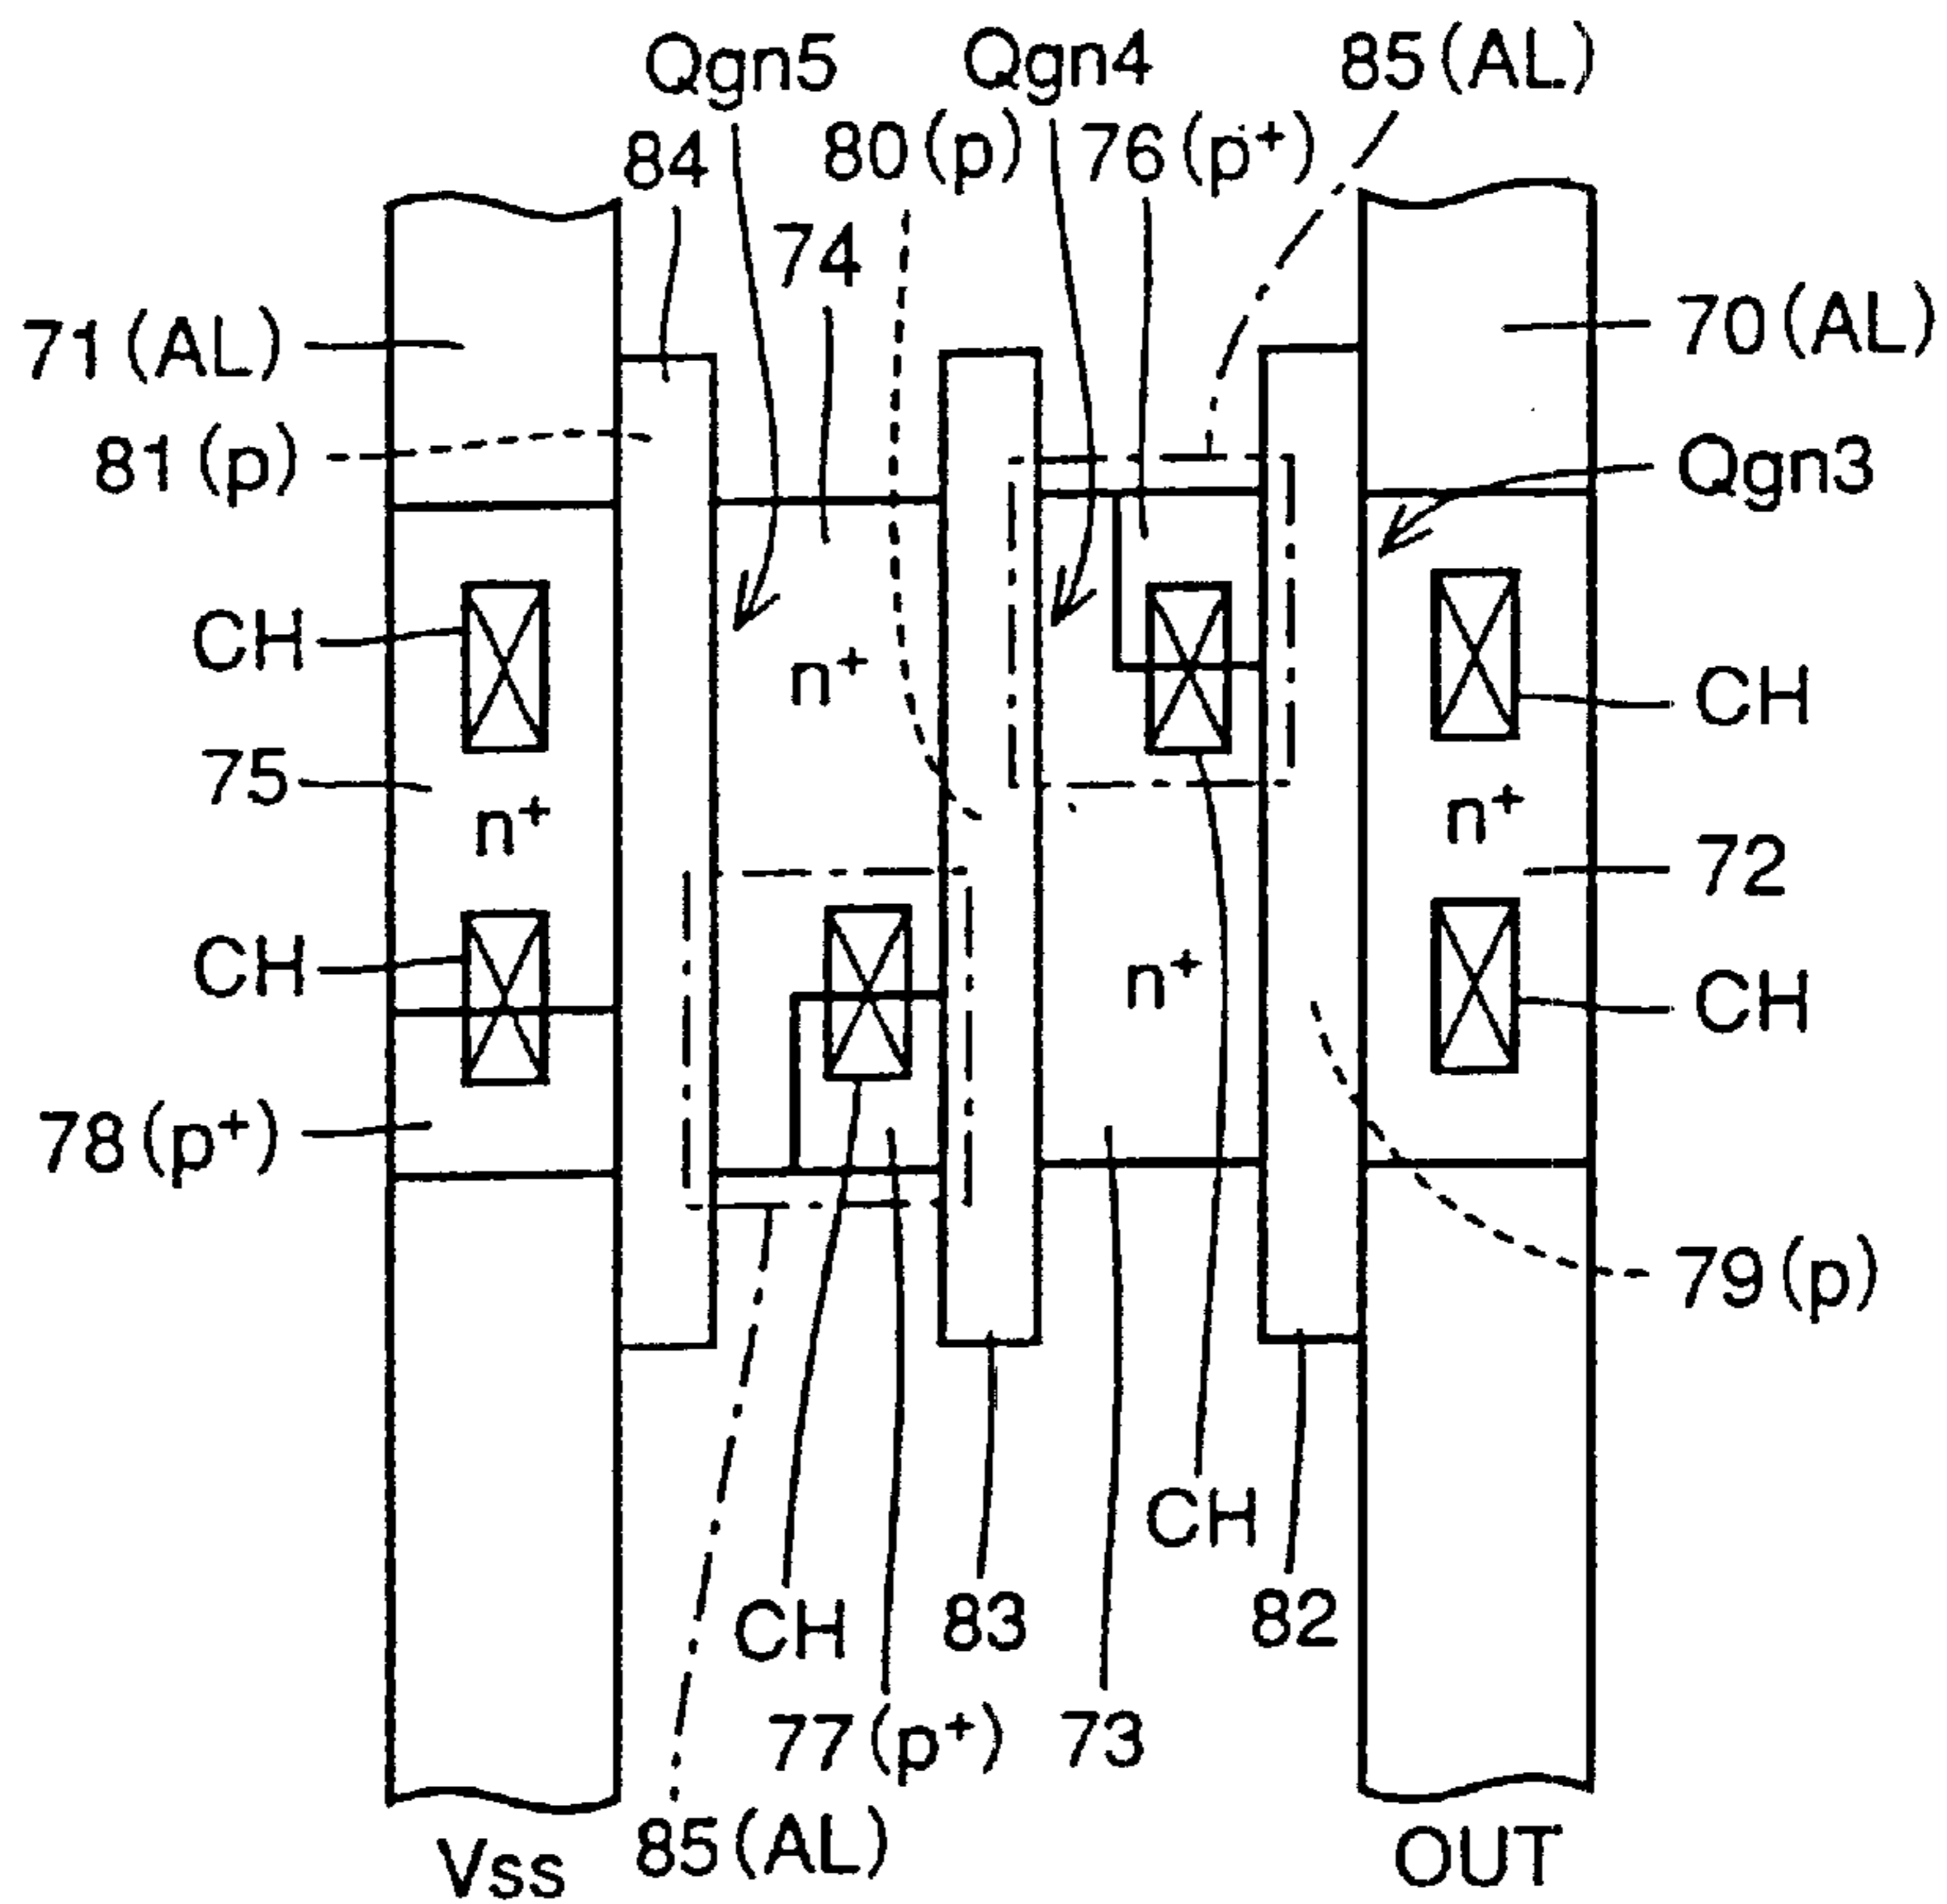 Qgn5
Qgn4
85(AL)
84
80(p)
76(p+)
74
71(AL)
70(AL)
81(p)
Qgn3
CH
n+
CH
75
n+
n+
72
CH
n+
CH
78(p+)
79(p)
CH
CH
83
82
77(p+)
73
85(AL)
Vss
OUT